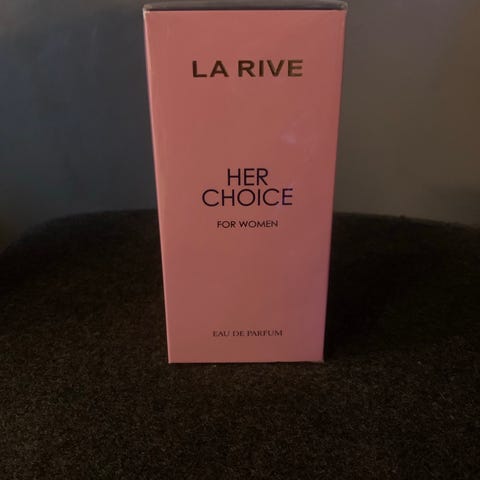 LA RIVE
HER
CHOICE
FOR WOMEN
EAU DE PARFUM